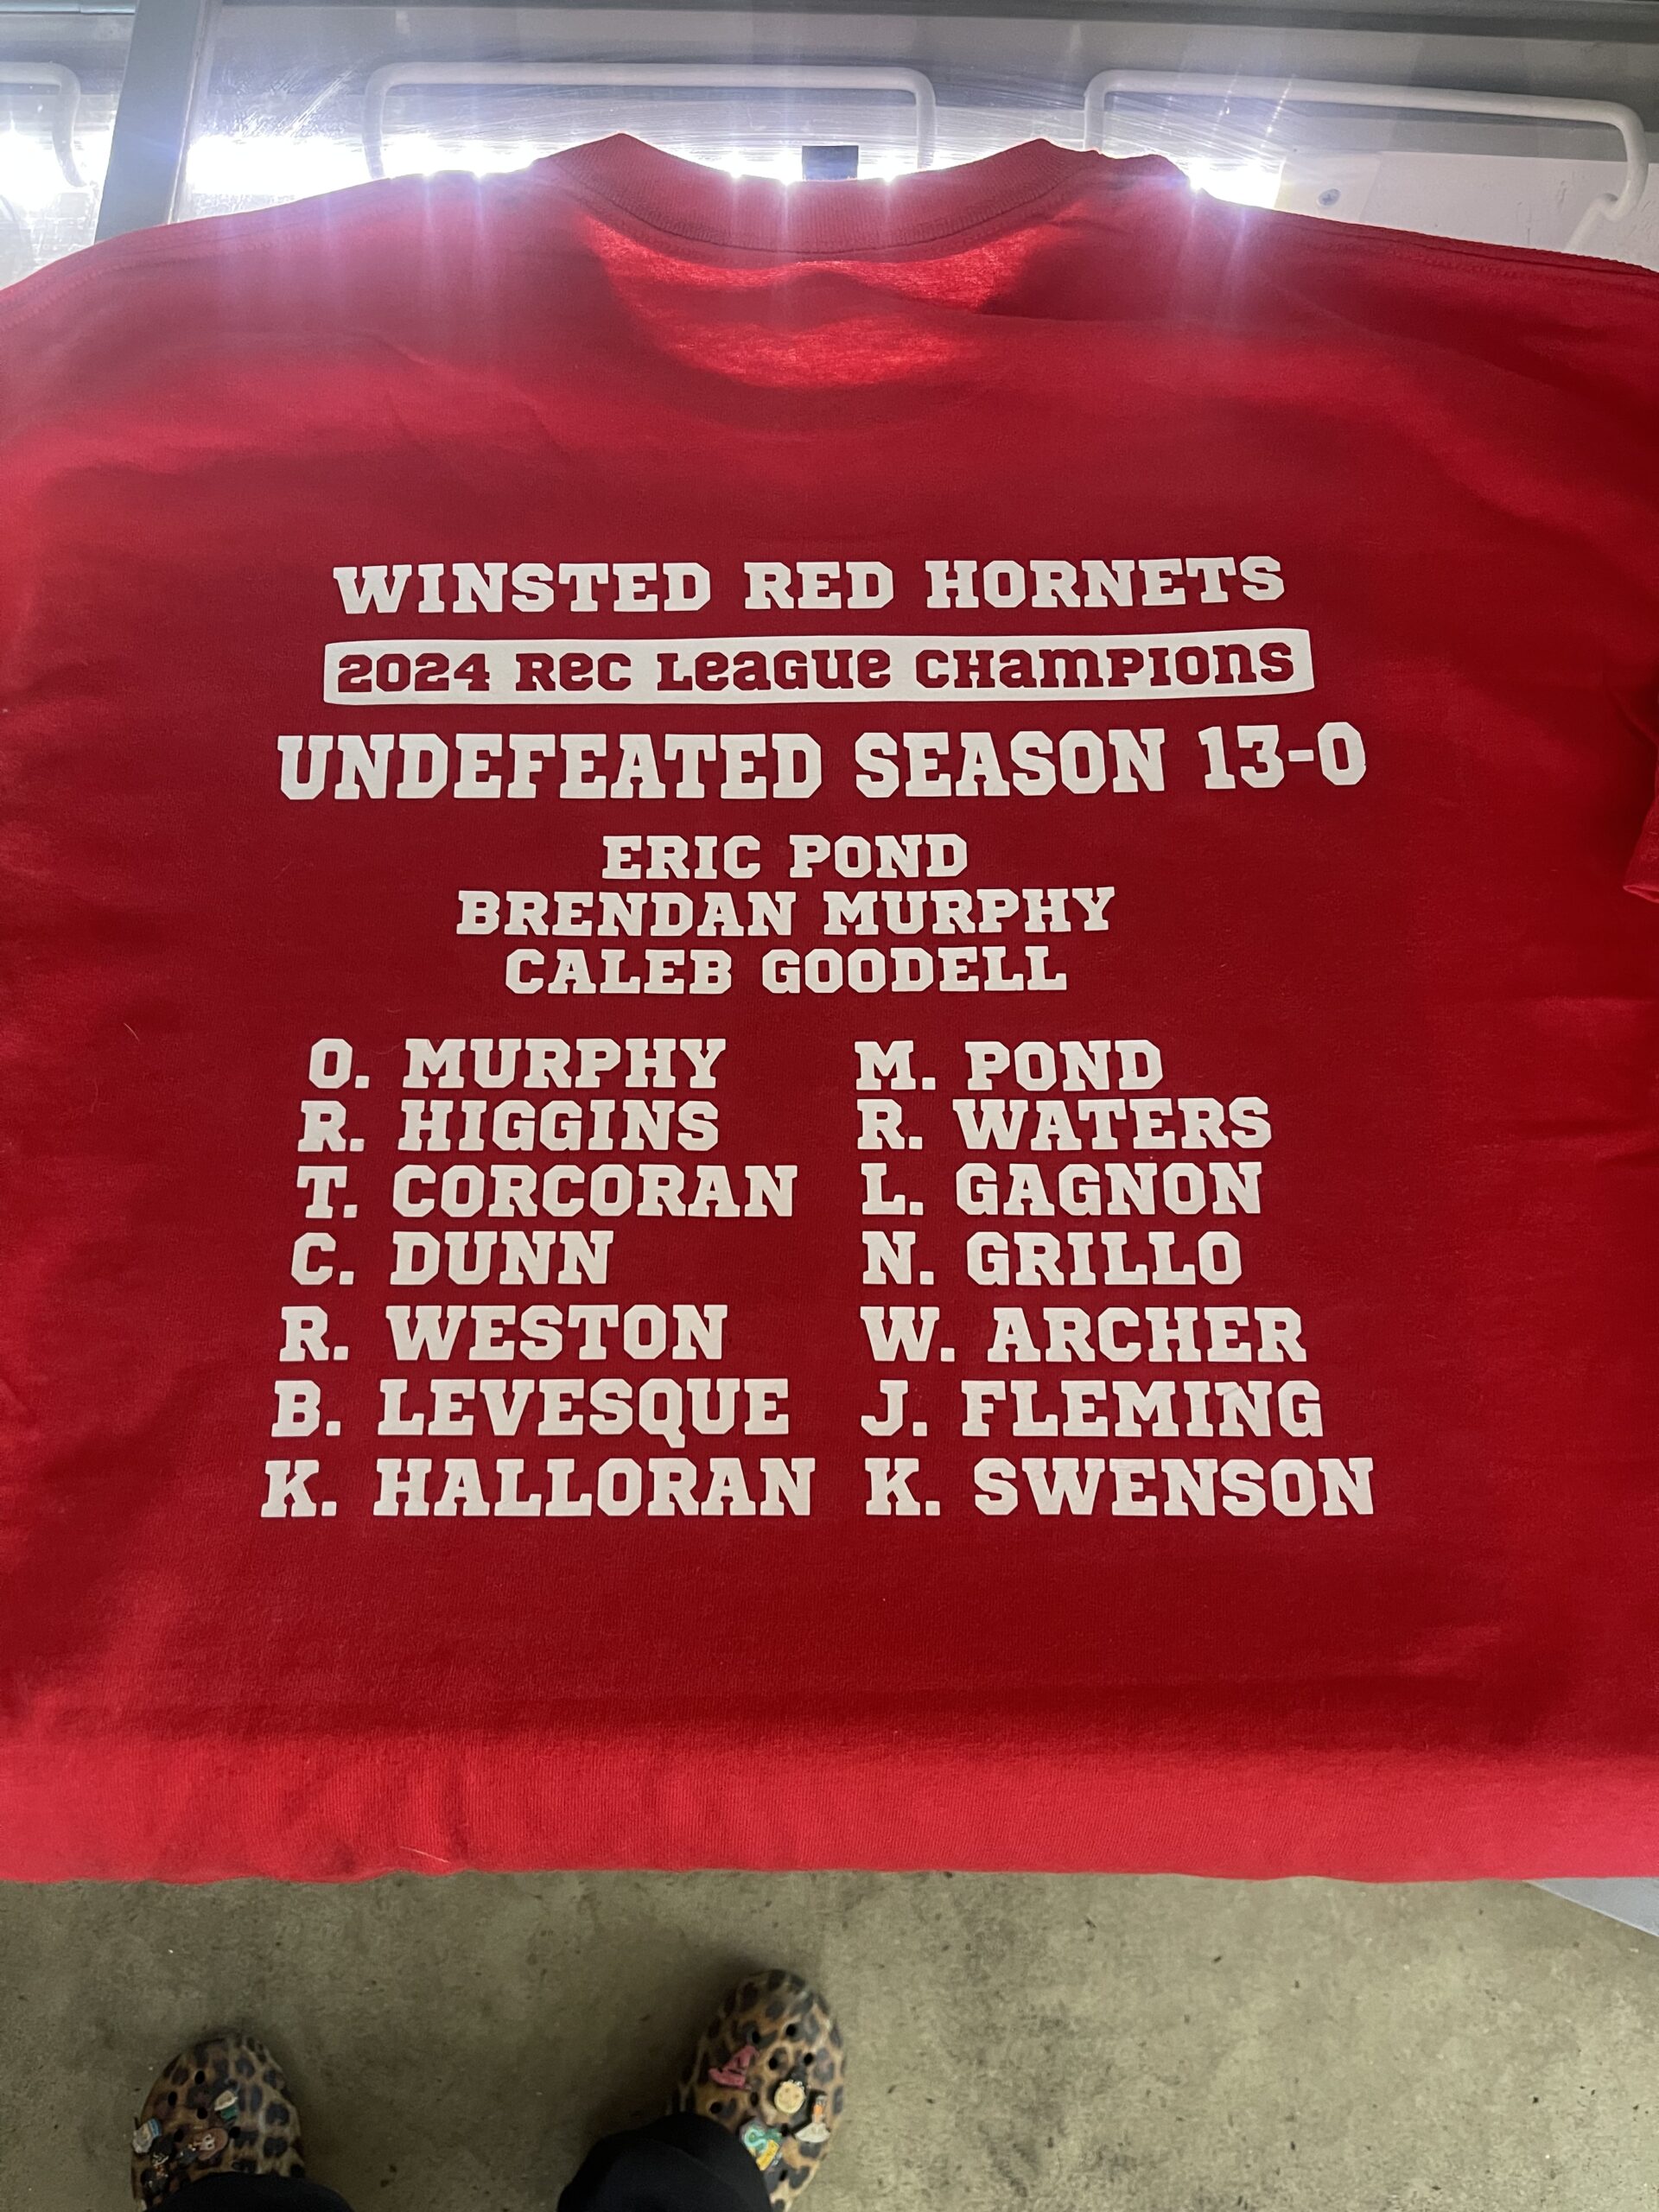 WINSTED RED HORNETS
2024 Rec League CHampions
UNDEFEATED SEASON 13-0
ERIC POND
BRENDAN MURPHY
CALEB GOODELL
O. MURPHY M. POND
R. HIGGINS R. WATERS
T. CORCORAN L. GAGNON
C. DUNN N. GRILLO
R. WESTON W. ARCHER
B. LEVESQUE J. FLEMING
K. HALLORAN K. SWENSON